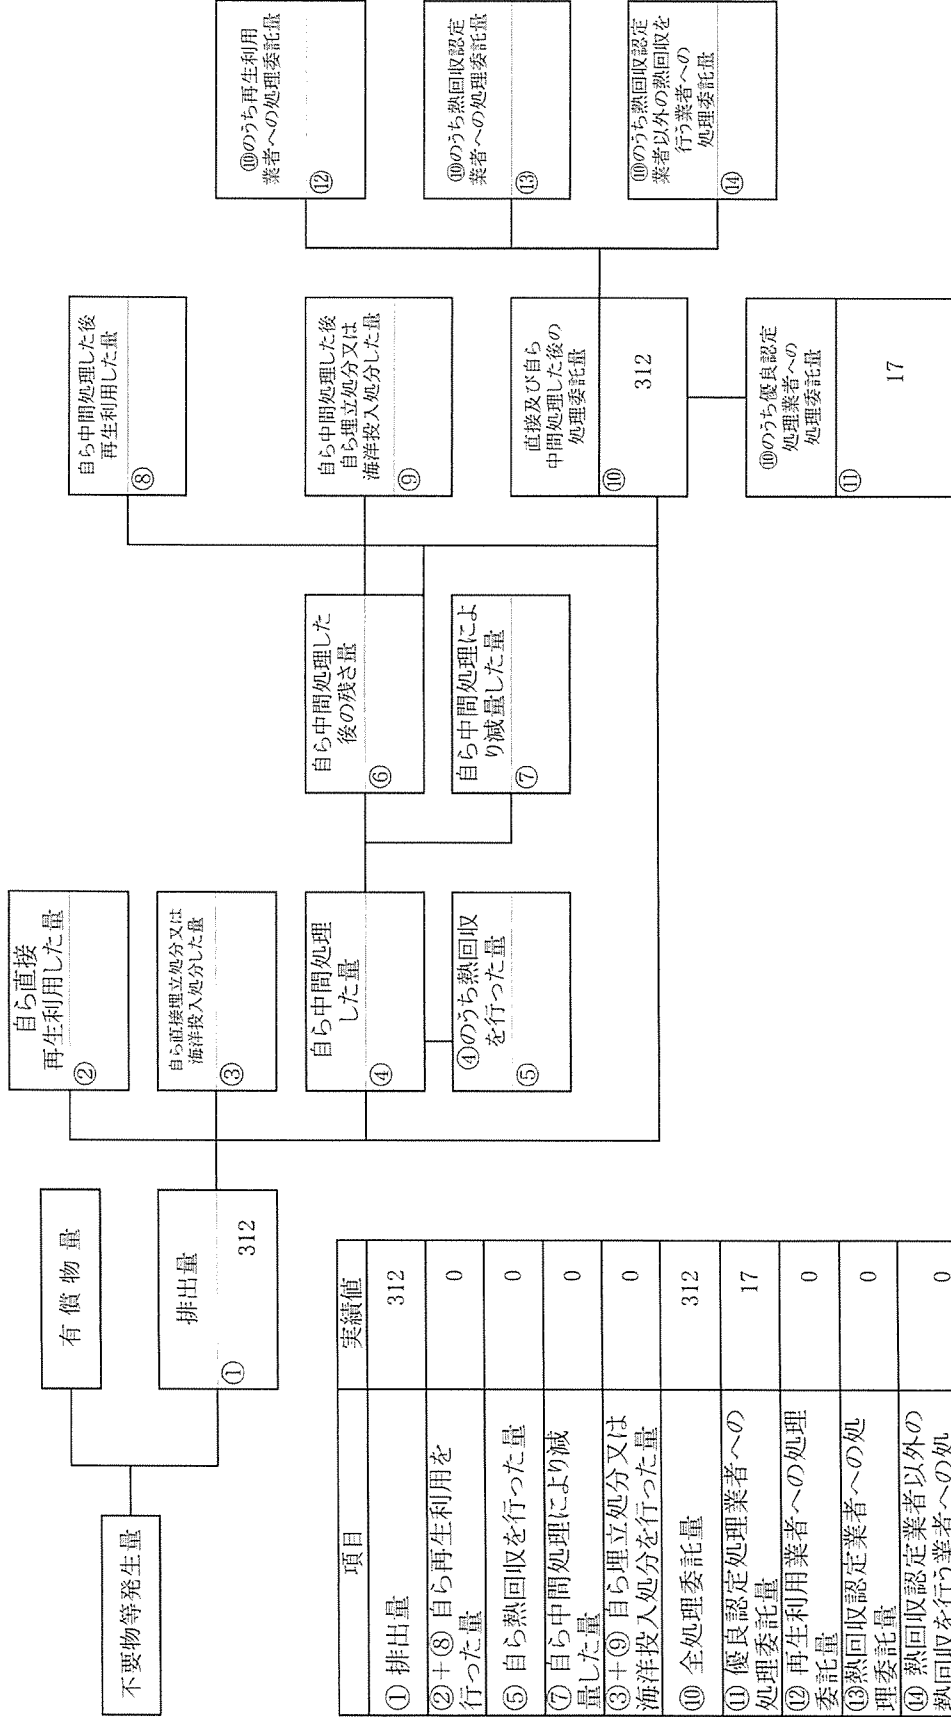 不要物等発生量
有 償 物 量
排出量
①
312
自ら直接
再生利用した量
②
自ら直接埋立処分又は
海洋投入処分した量
③
自ら中間処理
した量
④
④のうち熱回収
を行った量
⑤
自ら中間処理した
後の残さ量
⑥
自ら中間処理によ
り減量した量
⑦
自ら中間処理した後
再生利用した量
⑧
自ら中間処理した後
自ら埋立処分又は
海洋投入処分した量
⑨
直接及び自ら
中間処理した後の
処理委託量
⑩
312
⑩のうち優良認定
処理業者への
処理委託量
⑪
17
⑩のうち再生利用
業者への処理委託量
⑫
⑩のうち熱回収認定
業者への処理委託量
⑬
⑩のうち熱回収認定
業者以外の熱回収を
行う業者への
処理委託量
⑭
項目 実績値
① 排出量 312
②+⑧ 自ら再生利用を
行った量 0
⑤ 自ら熱回収を行った量 0
⑦ 自ら中間処理により減
量した量 0
③+⑨ 自ら埋立処分又は
海洋投入処分を行った量 0
⑩ 全処理委託量 312
⑪ 優良認定処理業者への
処理委託量 17
⑫ 再生利用業者への処理
委託量 0
⑬熱回収認定業者への処
理委託量 0
⑭ 熱回収認定業者以外の
熱回収を行う業者への処 0